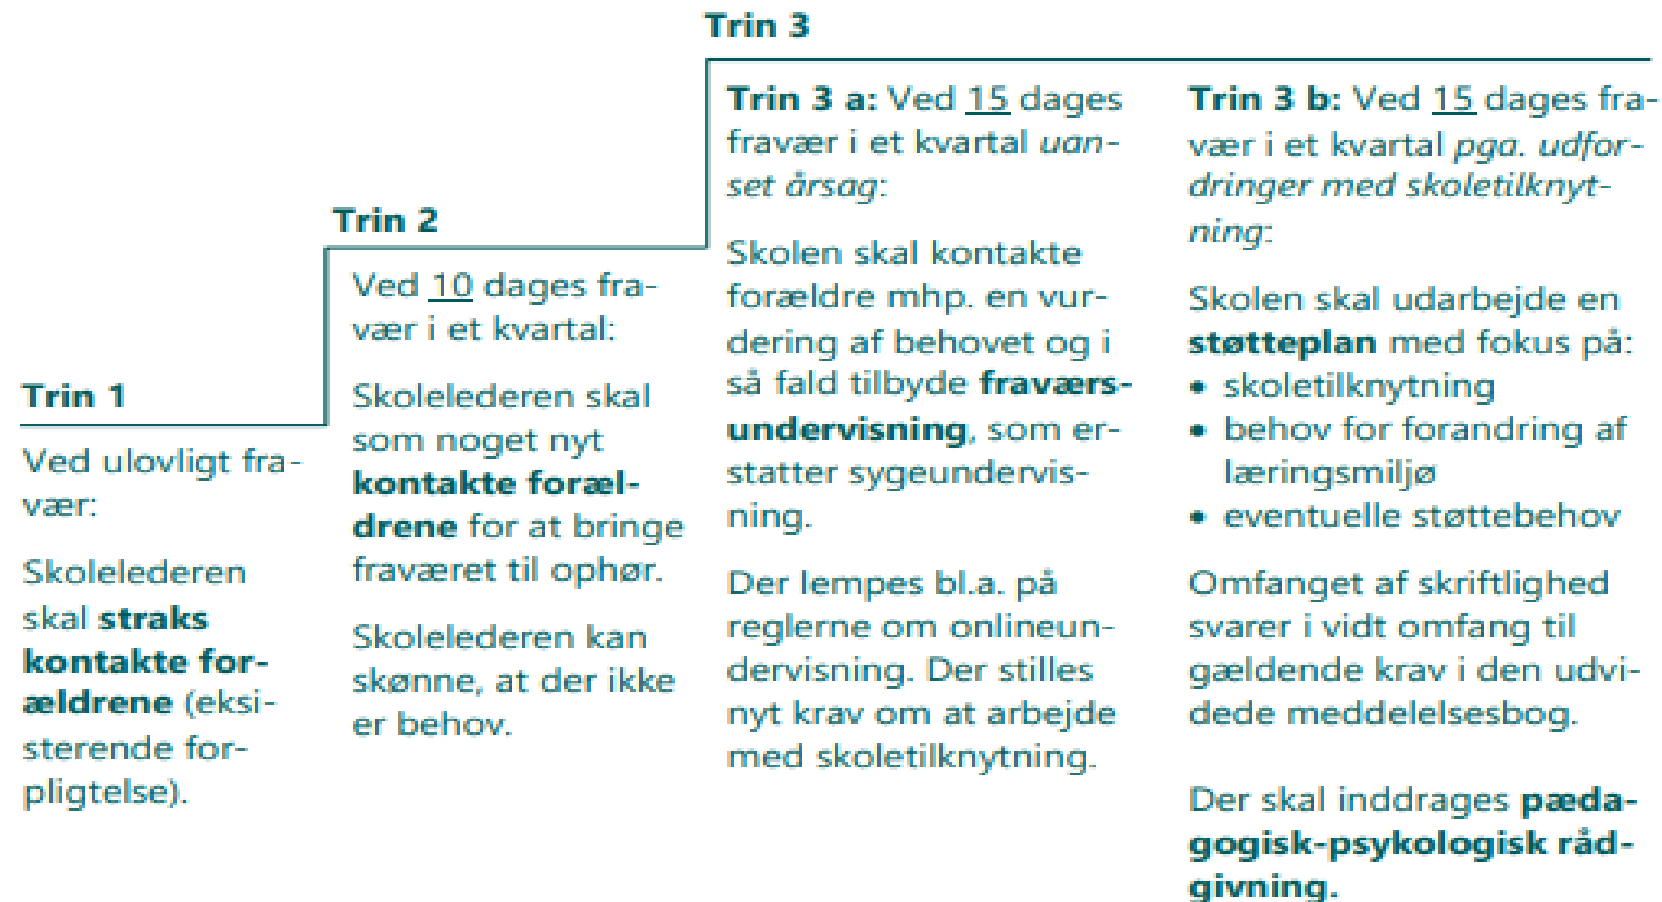 Trin 1
Ved ulovligt fra-
vær:
Skolelederen
skal straks
kontakte for-
ældrene (eksi-
sterende for-
pligtelse).
Trin 2
Ved 10 dages fra-
vær i et kvartal:
Skolelederen skal
som noget nyt
kontakte foræl-
drene for at bringe
fraværet til ophør.
Skolelederen kan
skønne, at der ikke
er behov.
Trin 3
Trin 3 a: Ved 15 dages
fravær i et kvartal uan-
set årsag:
Skolen skal kontakte
forældre mhp. en vur-
dering af behovet og i
så fald tilbyde fraværs-
undervisning, som er-
statter sygeundervis-
ning.
Der lempes bl.a. på
reglerne om onlineun-
dervisning. Der stilles
nyt krav om at arbejde
med skoletilknytning.
Trin 3 b: Ved 15 dages fra-
vær i et kvartal pga. udfor-
dringer med skoletilknyt-
ning:
Skolen skal udarbejde en
støtteplan med fokus på:
• skoletilknytning
• behov for forandring af
læringsmiljø
• eventuelle støttebehov
Omfanget af skriftlighed
svarer i vidt omfang til
gældende krav i den udvi-
dede meddelelsesbog.
Der skal inddrages pæda-
gogisk-psykologisk råd-
givning.